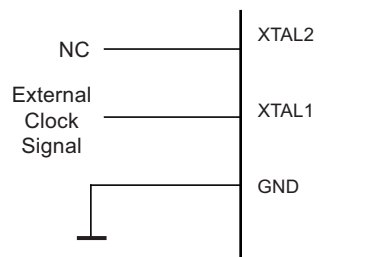 XTAL2
NC
External
Clock
Signal
XTAL1
GND